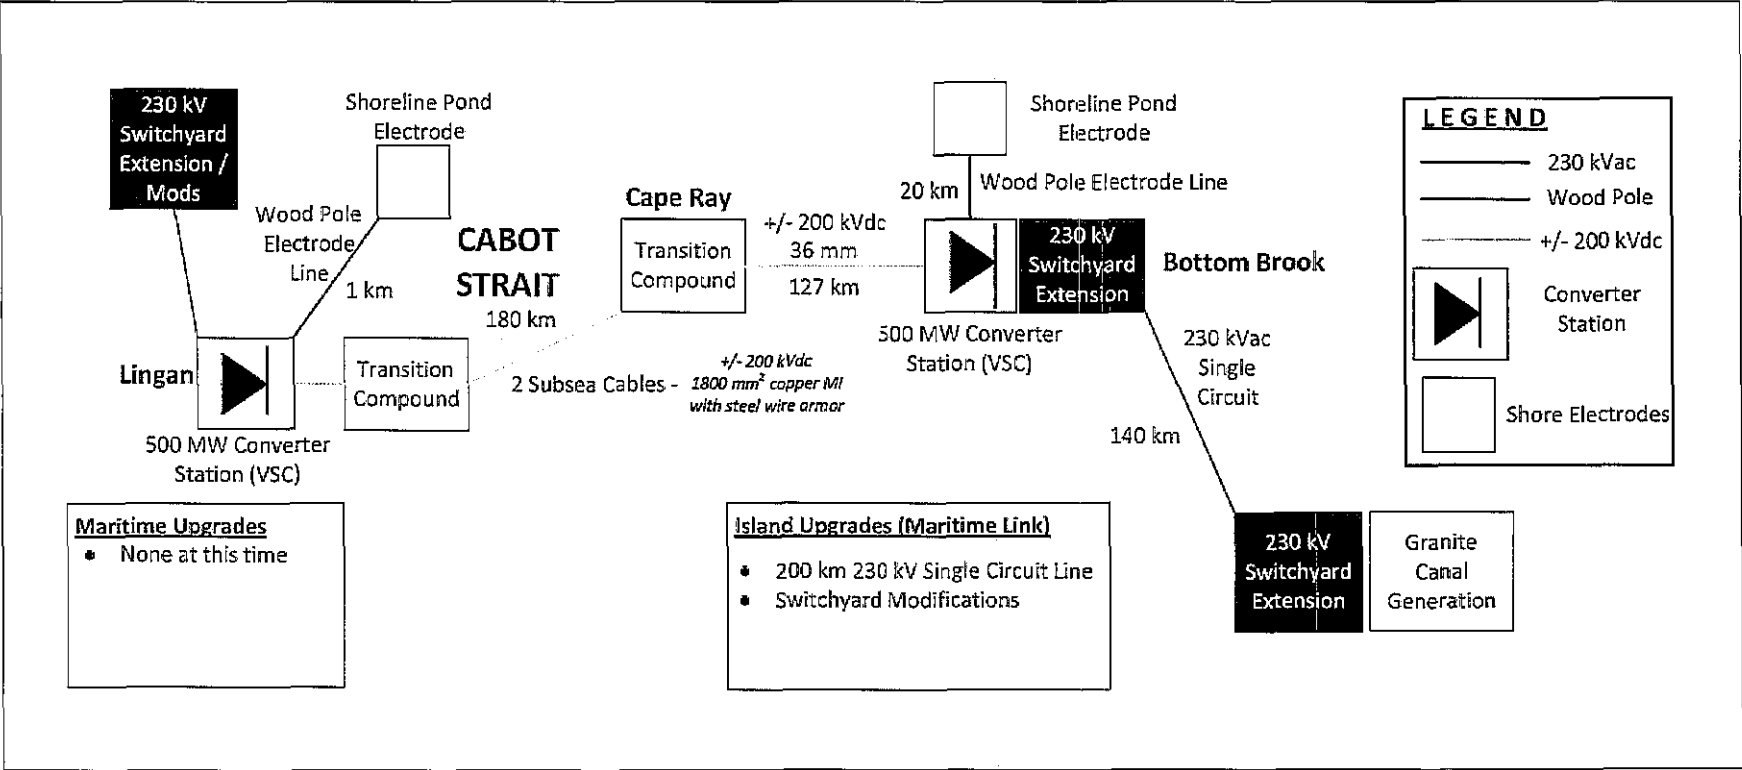 230 kV
Switchyard
Extension /
Mods
Shoreline Pond
Electrode
Wood Pole
Electrode
Line
1 km
CABOT
STRAIT
180 km
Lingan
500 MW Converter
Station (VSC)
Transition
Compound
2 Subsea Cables -
+/- 200 kVdc
1800 mm² copper MI
with steel wire armor
Cape Ray
Transition
Compound
+/- 200 kVdc
36 mm
127 km
Shoreline Pond
Electrode
20 km
Wood Pole Electrode Line
230 kV
Switchyard
Extension
Bottom Brook
500 MW Converter
Station (VSC)
230 kVac
Single
Circuit
140 km
230 kV
Switchyard
Extension
Granite
Canal
Generation
LEGEND
230 kVac
Wood Pole
+/- 200 kVdc
Converter
Station
Shore Electrodes
Maritime Upgrades
• None at this time
Island Upgrades (Maritime Link)
• 200 km 230 kV Single Circuit Line
• Switchyard Modifications